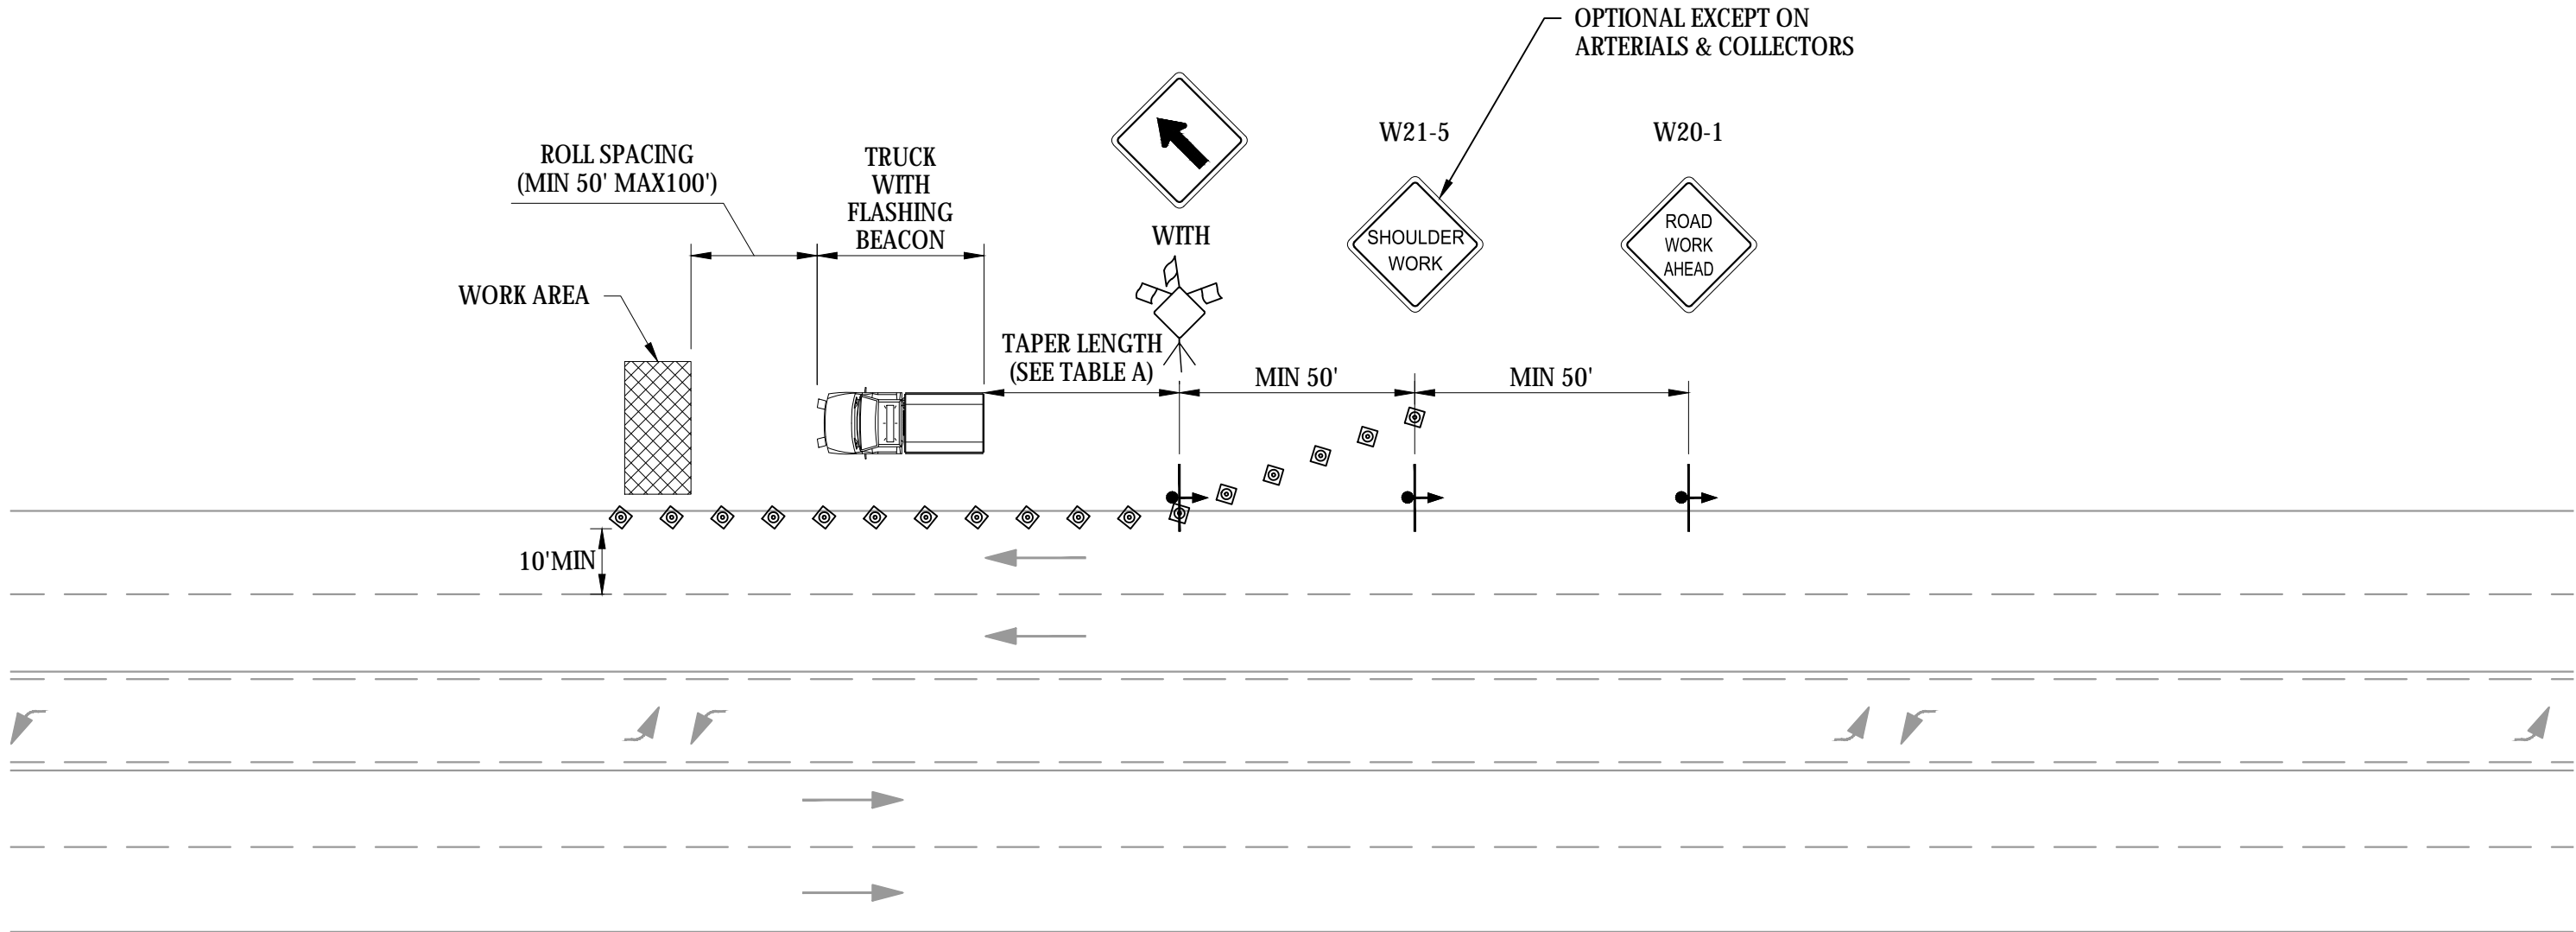 OPTIONAL EXCEPT ON
ARTERIALS & COLLECTORS
W21-5
W20-1
ROLL SPACING
(MIN 50' MAX100')
TRUCK
WITH
FLASHING
BEACON
WITH
SHOULDER
WORK
ROAD
WORK
AHEAD
WORK AREA
TAPER LENGTH
(SEE TABLE A)
MIN 50'
MIN 50'
10'MIN